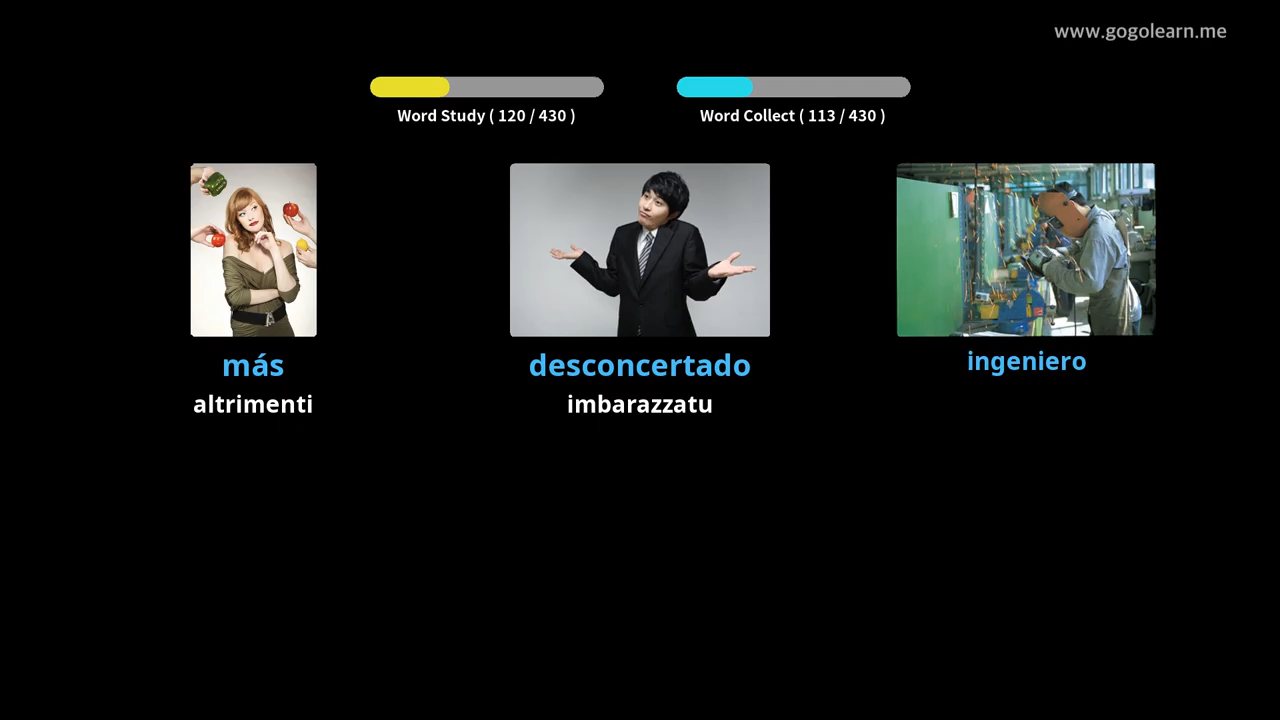 www.gogolearn.me
Word Study ( 120 / 430 )
Word Collect ( 113 / 430 )
más
desconcertado
ingeniero
altrimenti
imbarazzatu